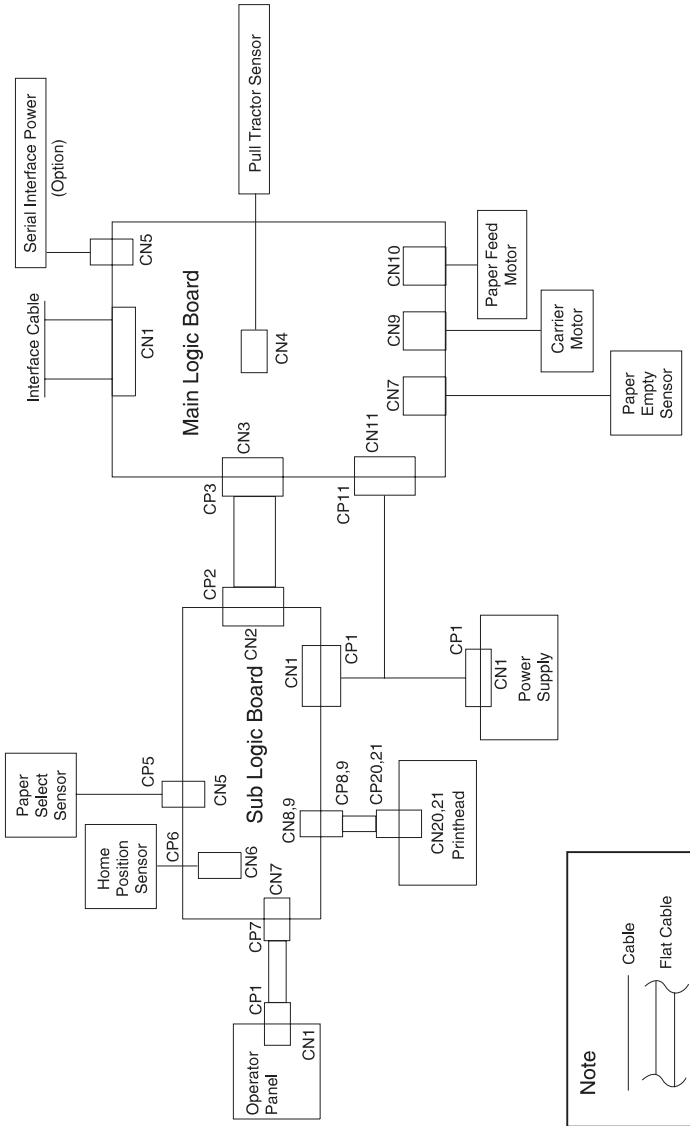 Serial Interface Power
(Option)
Interface Cable
CN5
CN1
Pull Tractor Sensor
Main Logic Board
CN4
CN3
CP3
CN11
CP11
CN10
Paper Feed
Motor
CN9
Carrier
Motor
CN7
Paper
Empty
Sensor
CP2
CN2
Sub Logic Board
CN1
CP1
CP1
CN1
Power
Supply
Paper
Select
Sensor
CP5
CN5
Home
Position
Sensor
CP6
CN6
CN8,9
CP8,9
CP20,21
CN20,21
Printhead
CN7
CP7
CP1
CN1
Operator
Panel
Note
Cable
Flat Cable